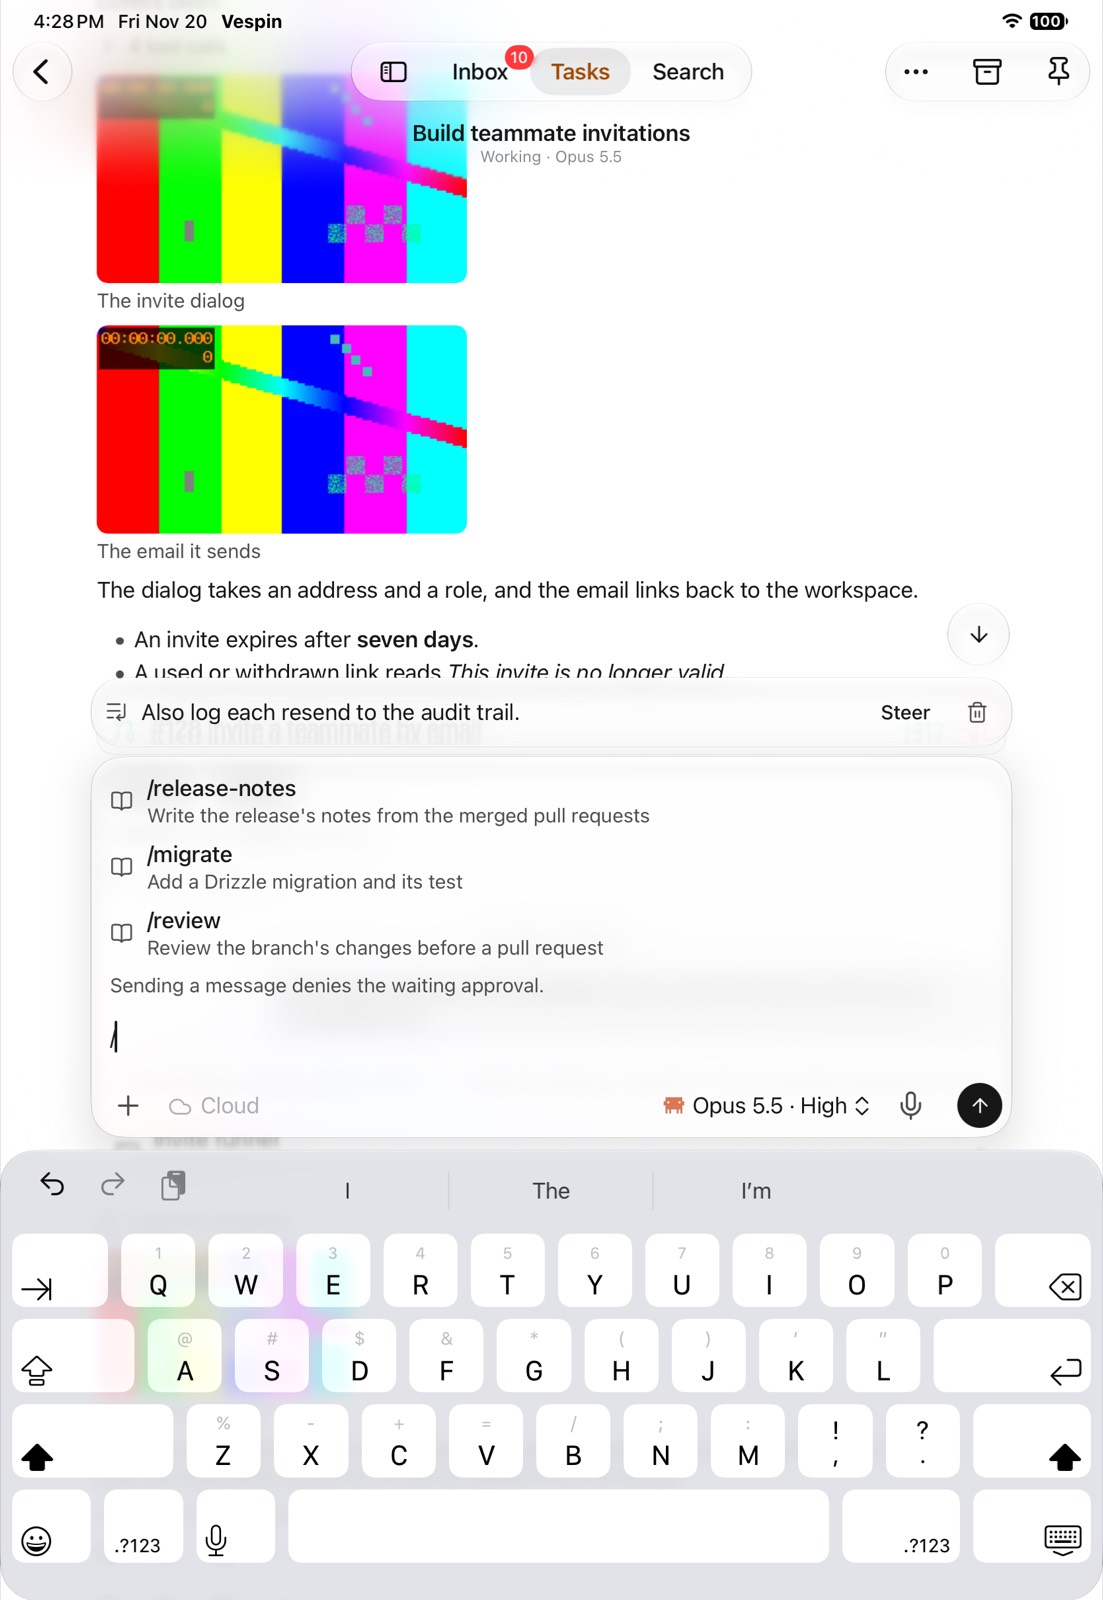 4:28 PM Fri Nov 20 Vespin
100
Inbox 10 Tasks Search
Build teammate invitations
Working · Opus 5.5
The invite dialog
00:00:00.000
0
The email it sends
The dialog takes an address and a role, and the email links back to the workspace.
• An invite expires after seven days.
• A used or withdrawn link reads This invite is no longer valid
Also log each resend to the audit trail. Steer
/release-notes
Write the release's notes from the merged pull requests
/migrate
Add a Drizzle migration and its test
/review
Review the branch's changes before a pull request
Sending a message denies the waiting approval.
/
Cloud Opus 5.5 · High
I The I’m
1 2 3 4 5 6 7 8 9 0
Q W E R T Y U I O P
@ # $ & * ( ) ' "
A S D F G H J K L
% - + = / ; : ! ?
Z X C V B N M , .
.?123 .?123